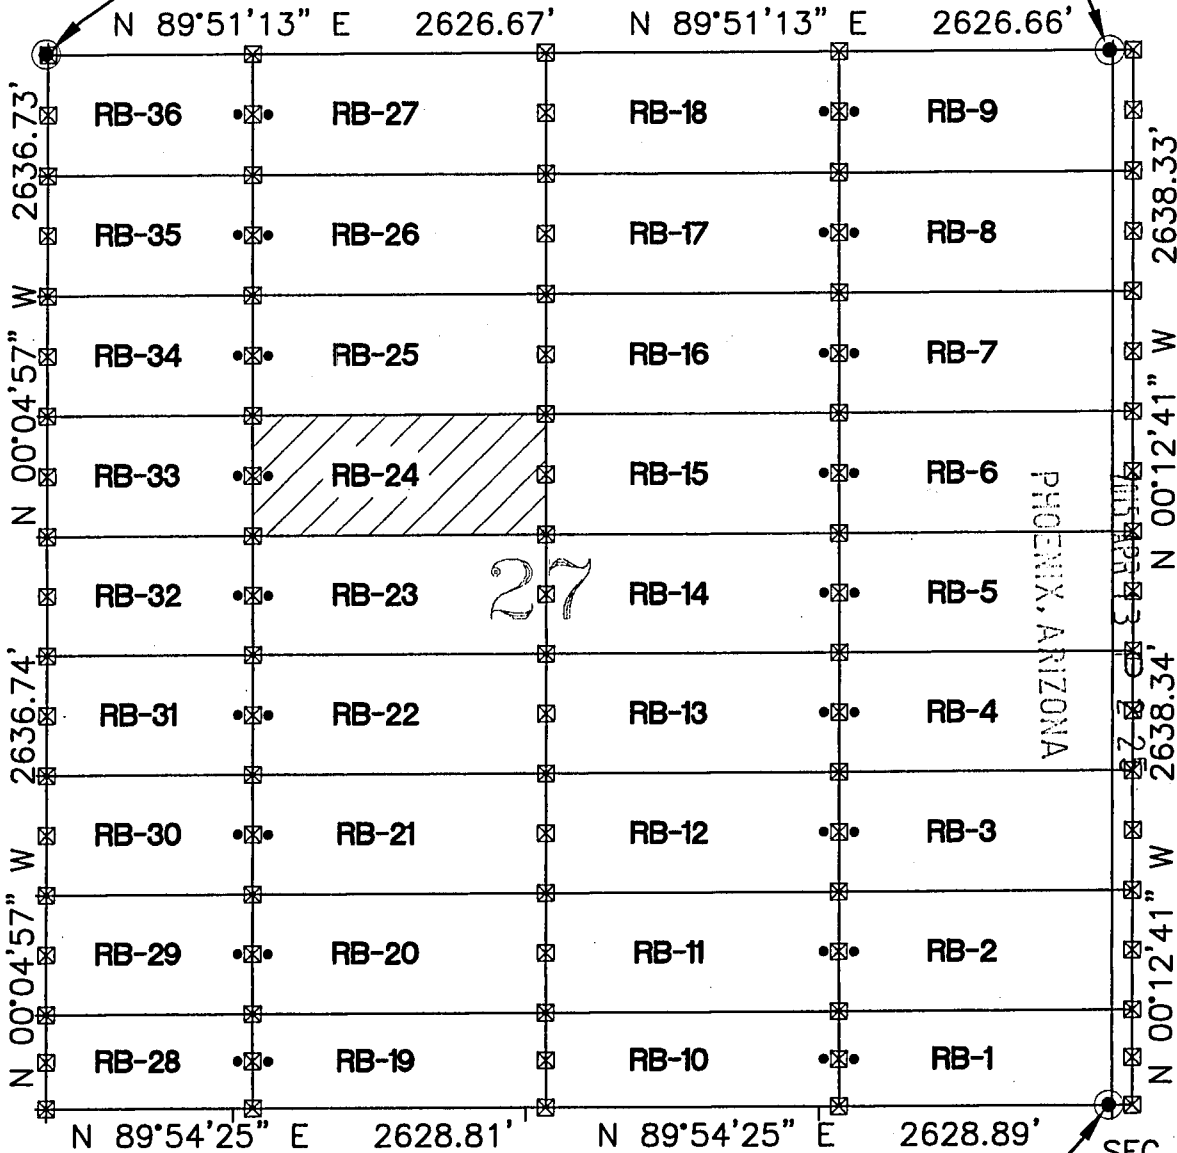 N 89°51'13" E 2626.67' N 89°51'13" E 2626.66'
2636.73'
N 00°04'57" W
2636.74'
N 00°04'57" W
RB-36 RB-27 RB-18 RB-9
RB-35 RB-26 RB-17 RB-8
RB-34 RB-25 RB-16 RB-7
RB-33 RB-24 RB-15 RB-6
27
RB-32 RB-23 RB-14 RB-5
RB-31 RB-22 RB-13 RB-4
RB-30 RB-21 RB-12 RB-3
RB-29 RB-20 RB-11 RB-2
RB-28 RB-19 RB-10 RB-1
PHOENIX, ARIZONA
2638.33'
N 00°12'41" W
2638.34'
N 00°12'41" W
N 89°54'25" E 2628.81' N 89°54'25" E 2628.89'
SEC